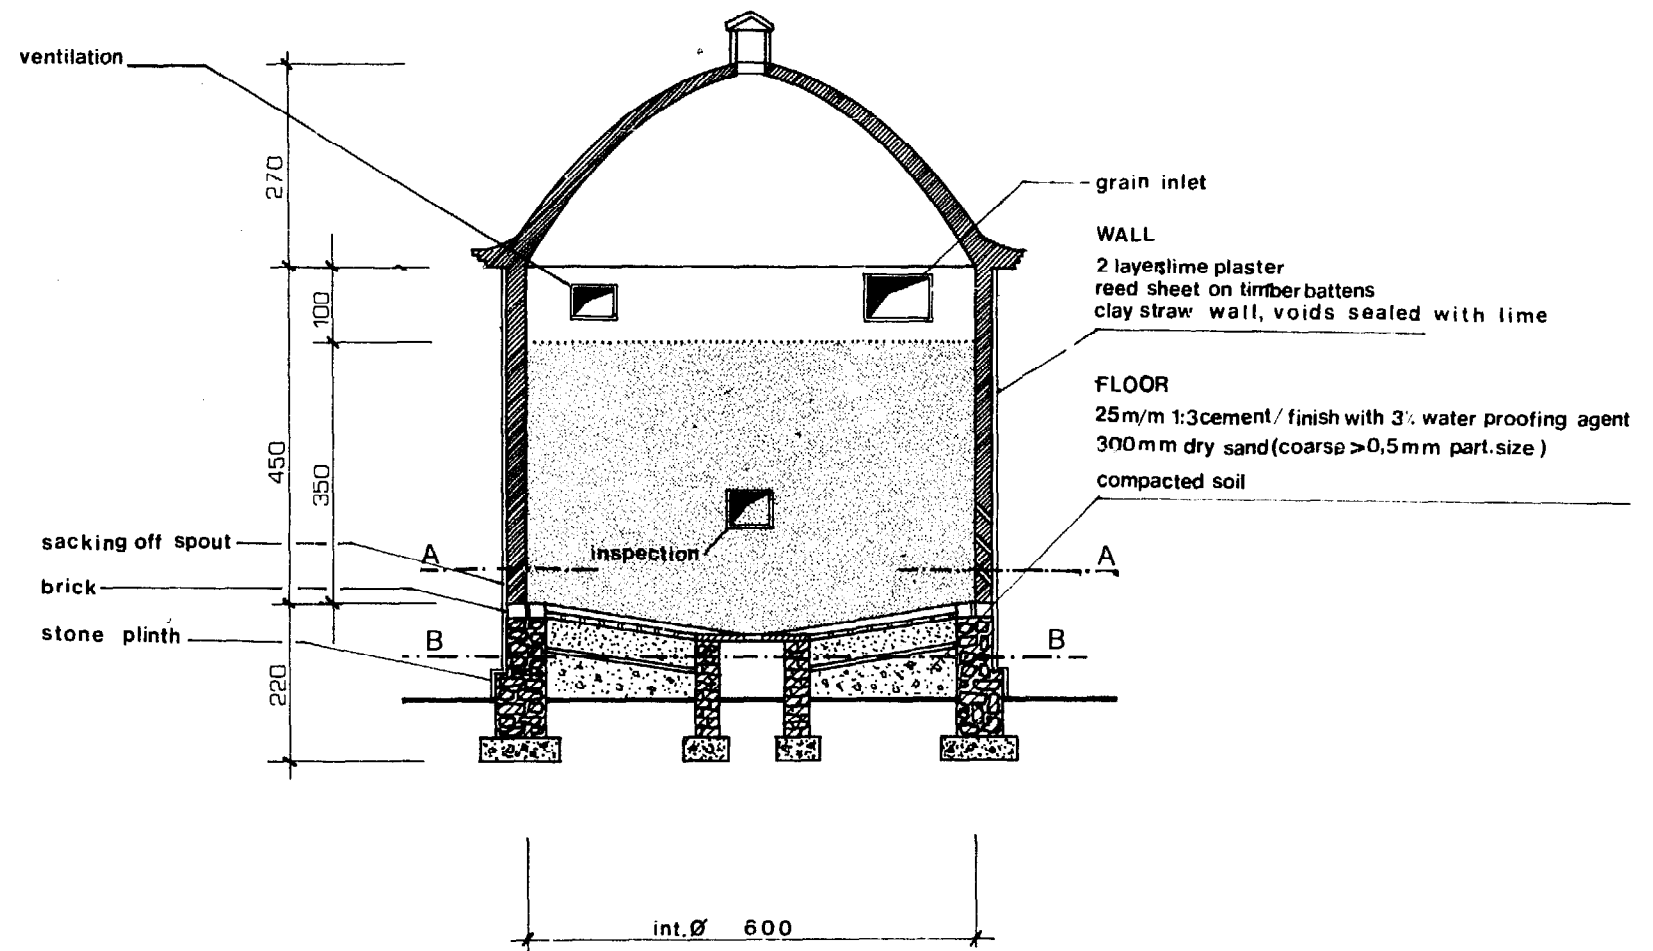 ventilation
270
grain inlet
WALL
2 layerslime plaster
reed sheet on timber battens
clay straw wall, voids sealed with lime
100
FLOOR
25m/m 1:3cement/finish with 3% water proofing agent
300mm dry sand (coarse >0,5mm part.size)
compacted soil
450
350
inspection
sacking off spout
A
A
brick
stone plinth
B
B
220
int.Ø 600